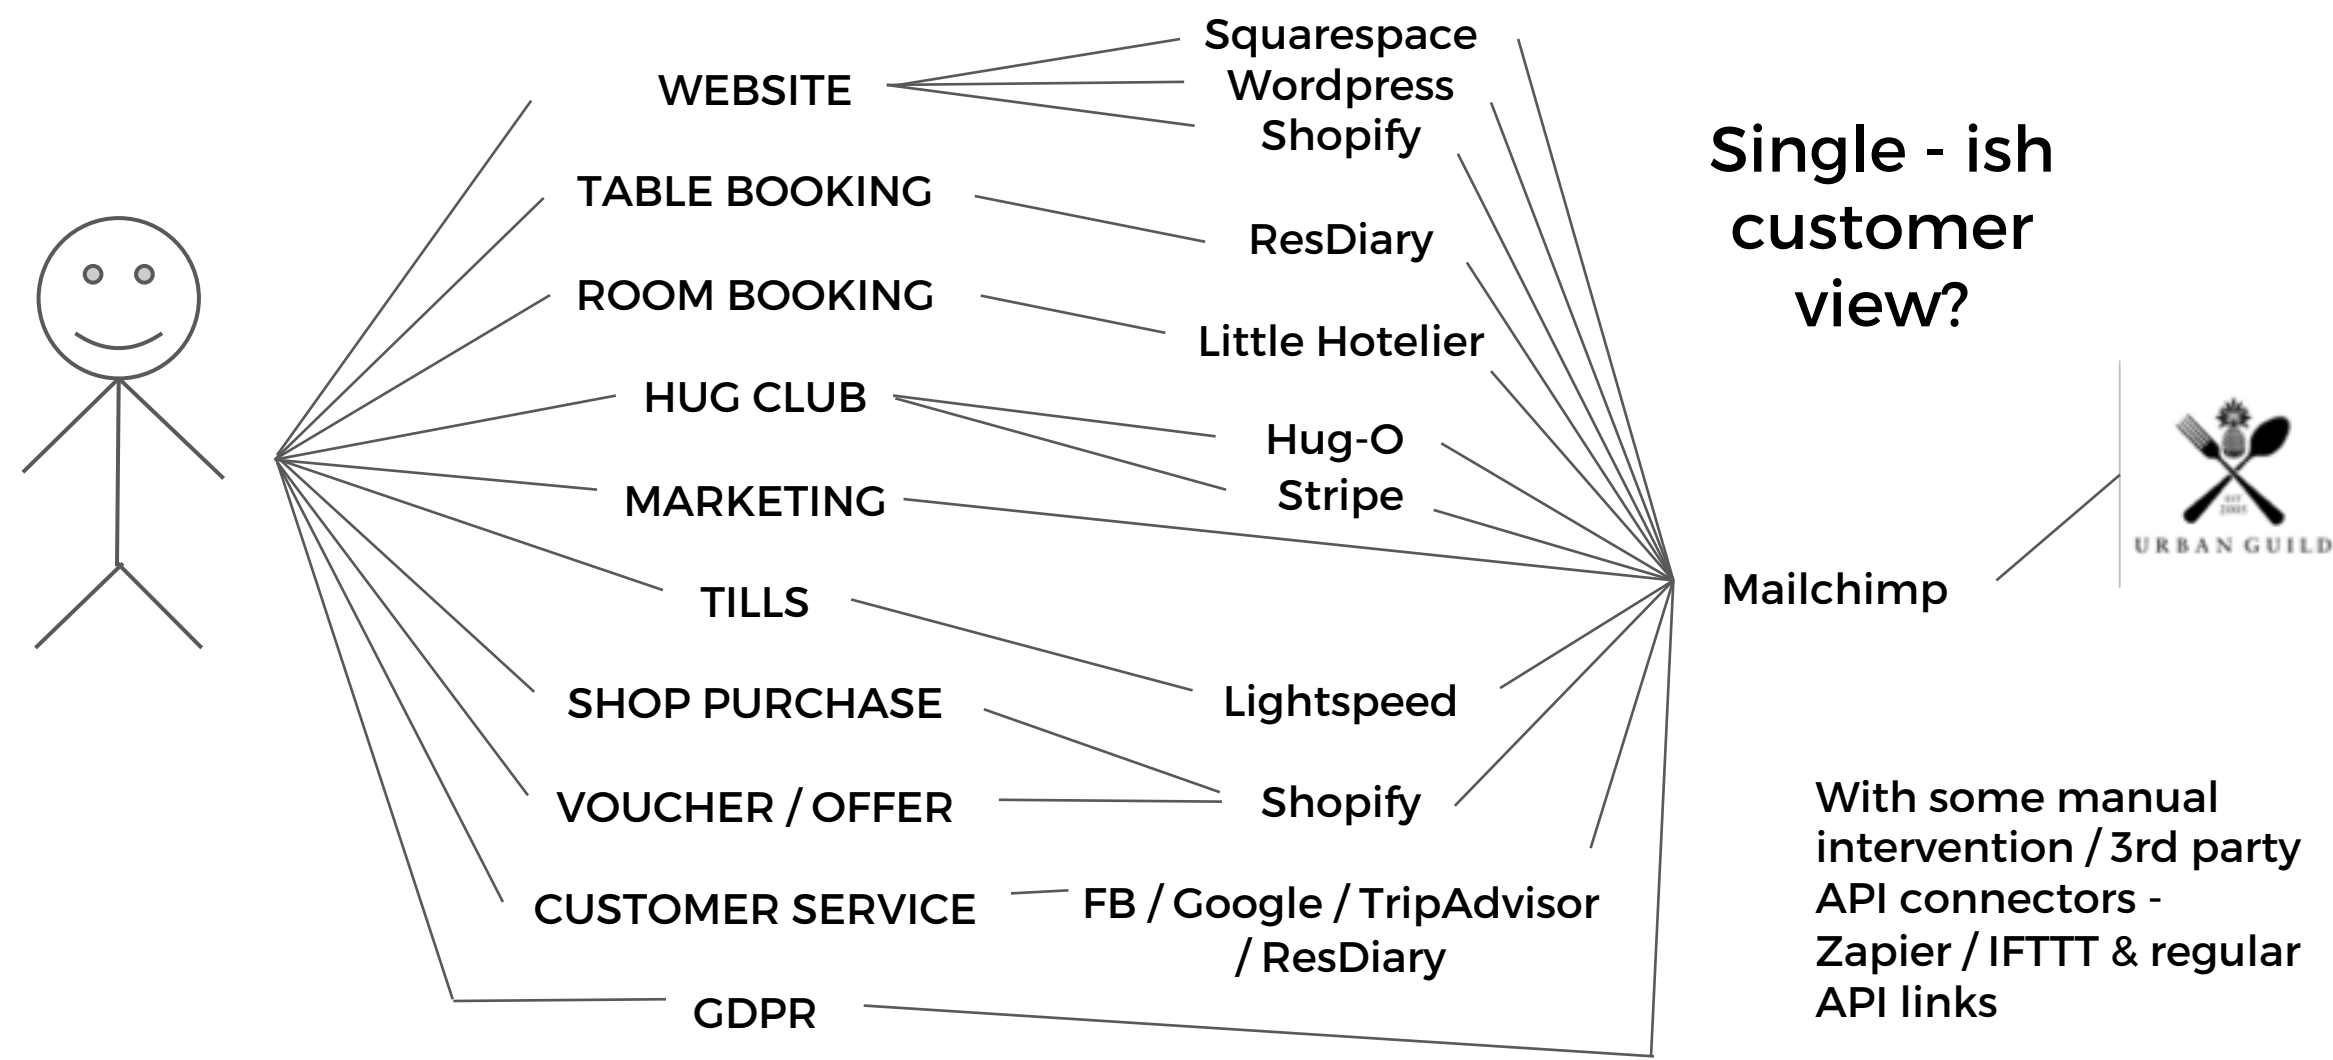 WEBSITE
TABLE BOOKING
ROOM BOOKING
HUG CLUB
MARKETING
TILLS
SHOP PURCHASE
VOUCHER / OFFER
CUSTOMER SERVICE
GDPR
Squarespace
Wordpress
Shopify
ResDiary
Little Hotelier
Hug-O
Stripe
Lightspeed
Shopify
FB / Google / TripAdvisor
/ ResDiary
Single - ish
customer
view?
Mailchimp
EST
2005
URBAN GUILD
With some manual
intervention / 3rd party
API connectors -
Zapier / IFTTT & regular
API links